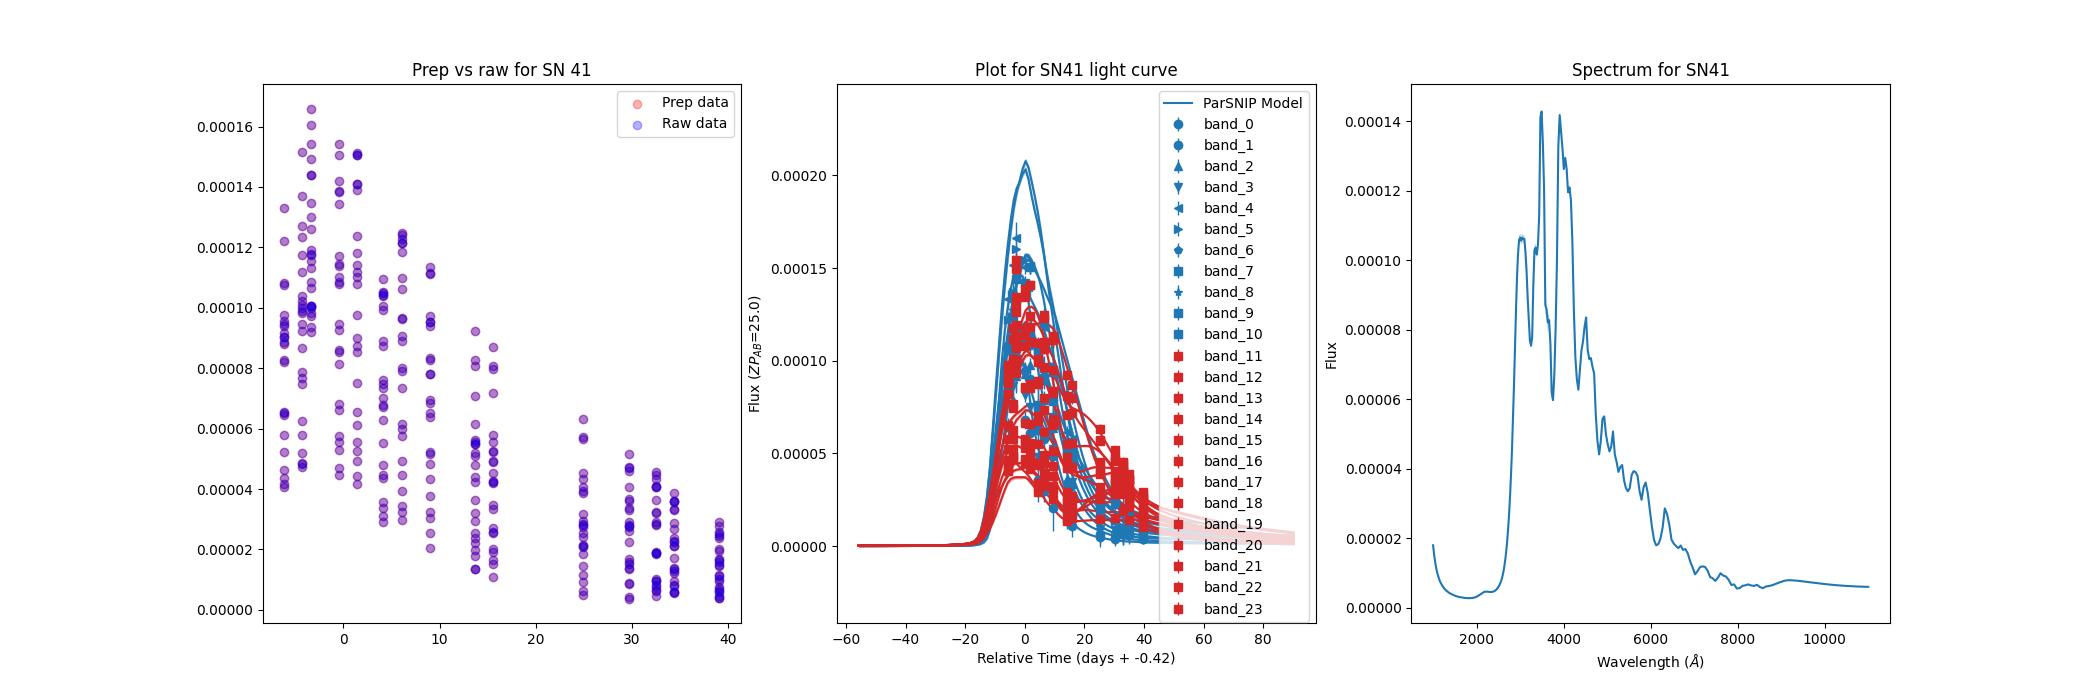 Prep vs raw for SN 41
0.00016
0.00014
0.00012
0.00010
0.00008
0.00006
0.00004
0.00002
0.00000
0
10
20
30
40
Prep data
Raw data
Plot for SN41 light curve
Flux (ZP_AB=25.0)
0.00020
0.00015
0.00010
0.00005
0.00000
−60
−40
−20
0
20
40
60
80
Relative Time (days + -0.42)
ParSNIP Model
band_0
band_1
band_2
band_3
band_4
band_5
band_6
band_7
band_8
band_9
band_10
band_11
band_12
band_13
band_14
band_15
band_16
band_17
band_18
band_19
band_20
band_21
band_22
band_23
Spectrum for SN41
Flux
0.00014
0.00012
0.00010
0.00008
0.00006
0.00004
0.00002
0.00000
2000
4000
6000
8000
10000
Wavelength (Å)